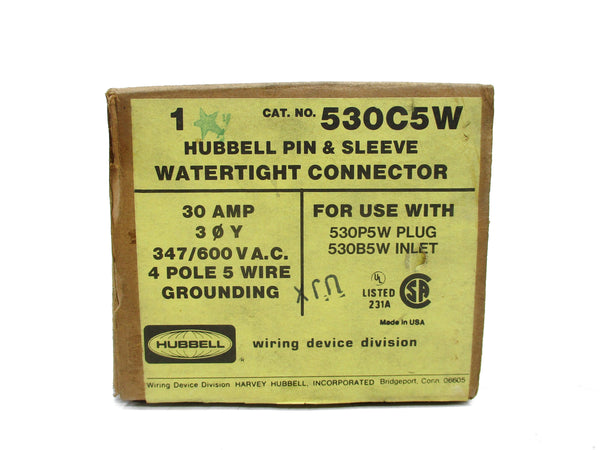 1 CAT. NO. 530C5W
HUBBELL PIN & SLEEVE
WATERTIGHT CONNECTOR
30 AMP
3 Ø Y
347/600 V A.C.
4 POLE 5 WIRE
GROUNDING
FOR USE WITH
530P5W PLUG
530B5W INLET
UL
LISTED
231A
CSA
Made in USA
HUBBELL ®
wiring device division
Wiring Device Division HARVEY HUBBELL, INCORPORATED Bridgeport, Conn. 06605